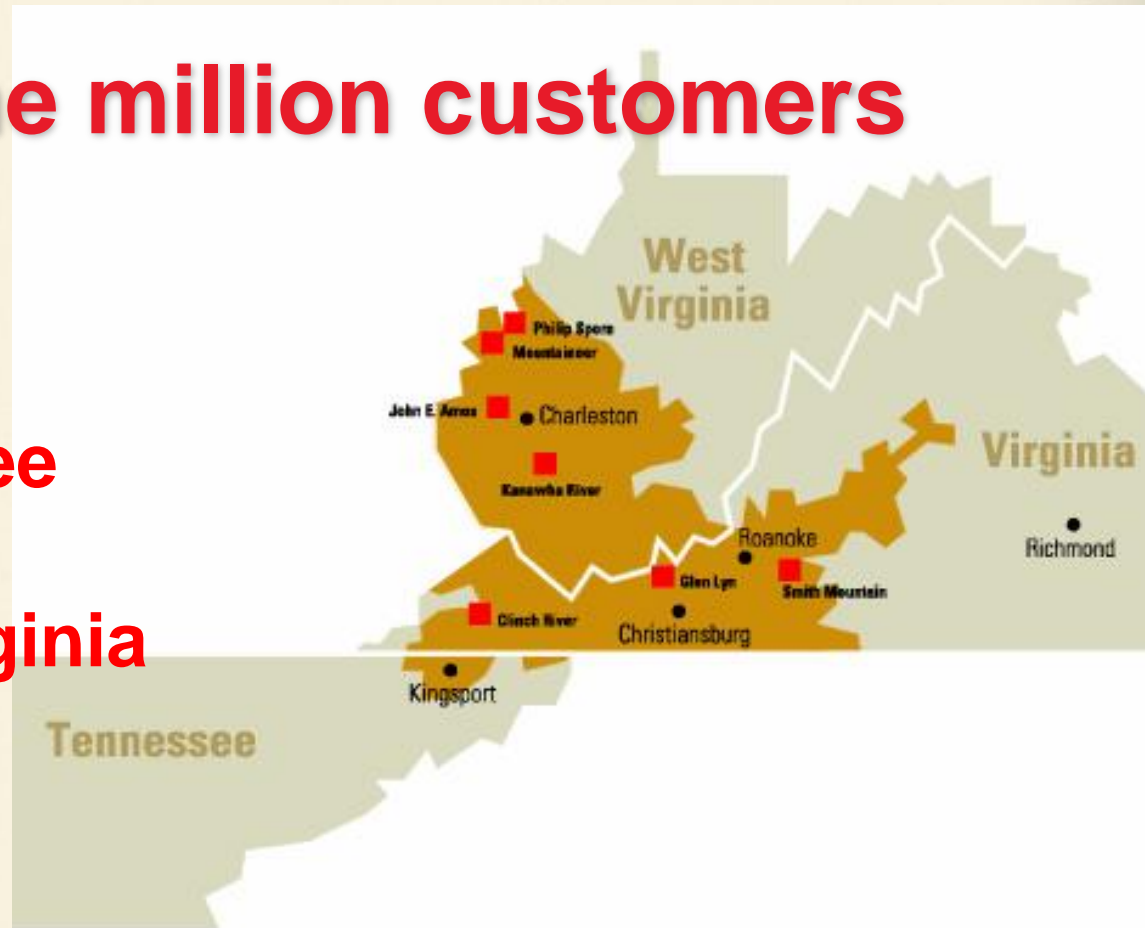 e million customers
West
Virginia
Philip Sporn
Mountaineer
John E. Amos
Charleston
ee
Virginia
Kanawha River
Richmond
Roanoke
Glen Lyn
Smith Mountain
Clinch River
Christiansburg
ginia
Kingsport
Tennessee